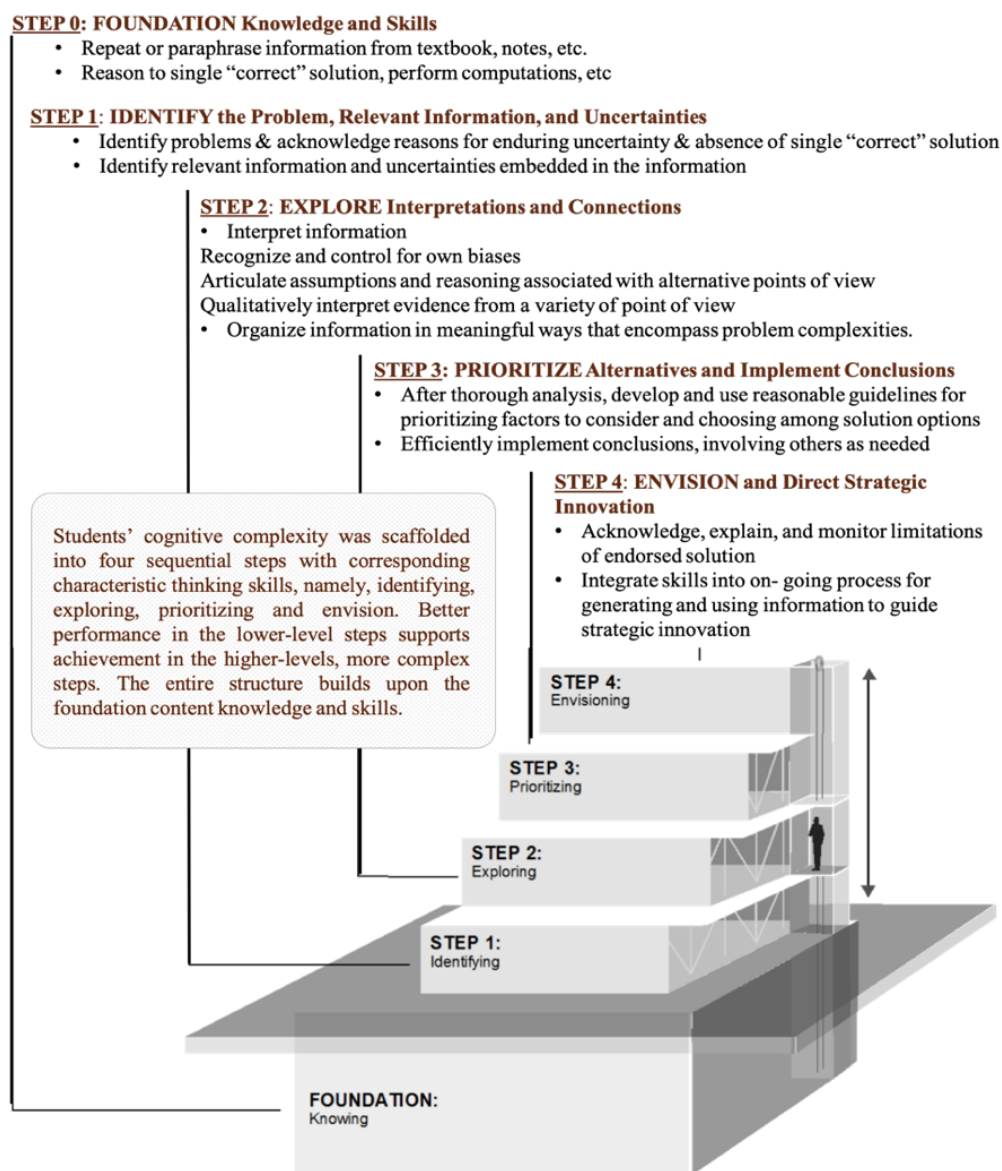 STEP 0: FOUNDATION Knowledge and Skills
• Repeat or paraphrase information from textbook, notes, etc.
• Reason to single “correct” solution, perform computations, etc
STEP 1: IDENTIFY the Problem, Relevant Information, and Uncertainties
• Identify problems & acknowledge reasons for enduring uncertainty & absence of single “correct” solution
• Identify relevant information and uncertainties embedded in the information
STEP 2: EXPLORE Interpretations and Connections
• Interpret information
Recognize and control for own biases
Articulate assumptions and reasoning associated with alternative points of view
Qualitatively interpret evidence from a variety of point of view
• Organize information in meaningful ways that encompass problem complexities.
STEP 3: PRIORITIZE Alternatives and Implement Conclusions
• After thorough analysis, develop and use reasonable guidelines for
prioritizing factors to consider and choosing among solution options
• Efficiently implement conclusions, involving others as needed
STEP 4: ENVISION and Direct Strategic
Innovation
• Acknowledge, explain, and monitor limitations
of endorsed solution
• Integrate skills into on- going process for
generating and using information to guide
strategic innovation
Students’ cognitive complexity was scaffolded
into four sequential steps with corresponding
characteristic thinking skills, namely, identifying,
exploring, prioritizing and envision. Better
performance in the lower-level steps supports
achievement in the higher-levels, more complex
steps. The entire structure builds upon the
foundation content knowledge and skills.
STEP 4:
Envisioning
STEP 3:
Prioritizing
STEP 2:
Exploring
STEP 1:
Identifying
FOUNDATION:
Knowing